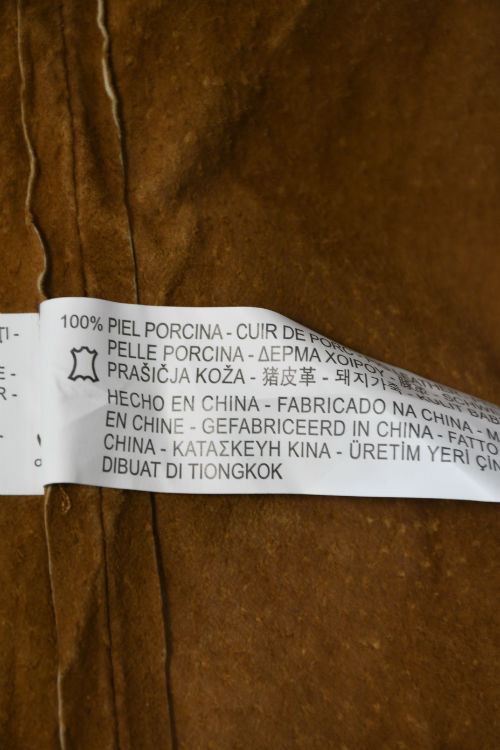 100% PIEL PORCINA - CUIR DE PORC
PELLE PORCINA - ΔΕΡΜΑ ΧΟΙΡΟΥ
PRAŠIČJA KOŽA - 猪皮革 - 돼지가죽 - KULIT BABI
HECHO EN CHINA - FABRICADO NA CHINA -
EN CHINE - GEFABRICEERD IN CHINA - FATTO
CHINA - ΚΑΤΑΣΚΕΥΗ ΚΙΝΑ - ÜRETİM YERİ ÇİN
DIBUAT DI TIONGKOK